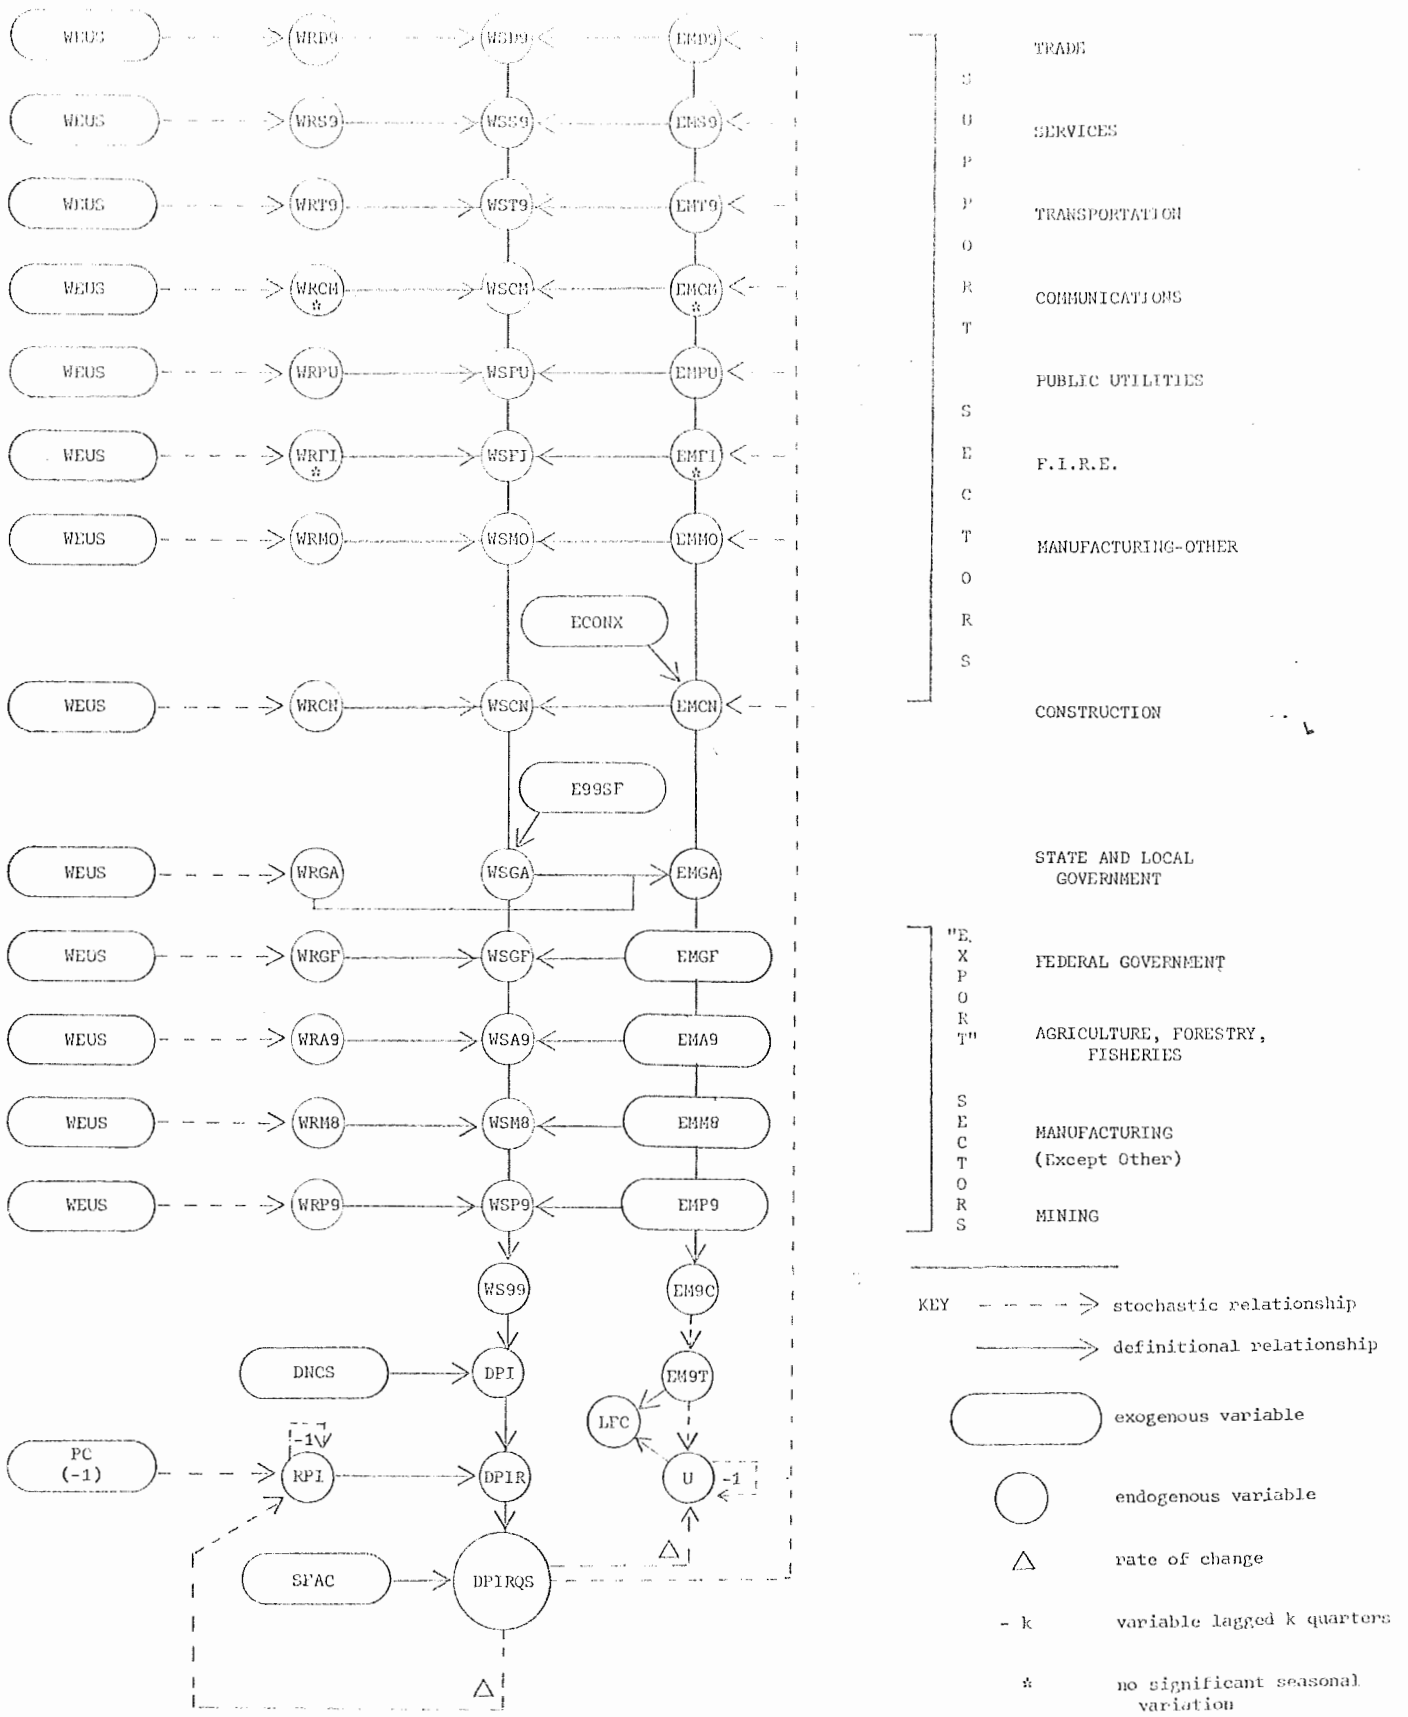 WEUS WRD9 WSD9 EMD9 TRADE
WEUS WRS9 WSS9 EMS9 SERVICES
WEUS WRT9 WST9 EMT9 TRANSPORTATION
WEUS WRCM * WSCM EMCM * COMMUNICATIONS
WEUS WRPU WSPU EMPU PUBLIC UTILITIES
WEUS WRFI * WSFI EMFI * F.I.R.E.
WEUS WRMO WSMO EMMO MANUFACTURING-OTHER
SUPPORT SECTORS
ECONX
WEUS WRCN WSCN EMCN CONSTRUCTION
E99SF
WEUS WRGA WSGA EMGA STATE AND LOCAL
GOVERNMENT
"EXPORT" SECTORS
WEUS WRGF WSGF EMGF FEDERAL GOVERNMENT
WEUS WRA9 WSA9 EMA9 AGRICULTURE, FORESTRY,
FISHERIES
WEUS WRM8 WSM8 EMM8 MANUFACTURING
(Except Other)
WEUS WRP9 WSP9 EMP9 MINING
WS99 EM9C
DNCS DPI EM9T
LFC
PC
(-1)
-1
RPI DPIR U -1
SFAC DPIRQS △
△
KEY stochastic relationship
definitional relationship
exogenous variable
endogenous variable
△ rate of change
- k variable lagged k quarters
* no significant seasonal
variation